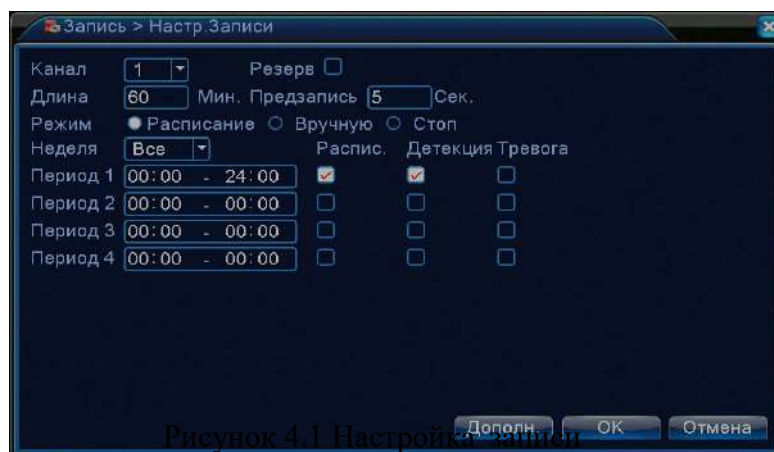 Запись > Настр.Записи
Канал 1 Резерв
Длина 60 Мин. Предзапись 5 Сек.
Режим Расписание Вручную Стоп
Неделя Все Распис. Детекция Тревога
Период 1 00:00 - 24:00
Период 2 00:00 - 00:00
Период 3 00:00 - 00:00
Период 4 00:00 - 00:00
Дополн. OK Отмена
Рисунок 4.1 Настройка записи